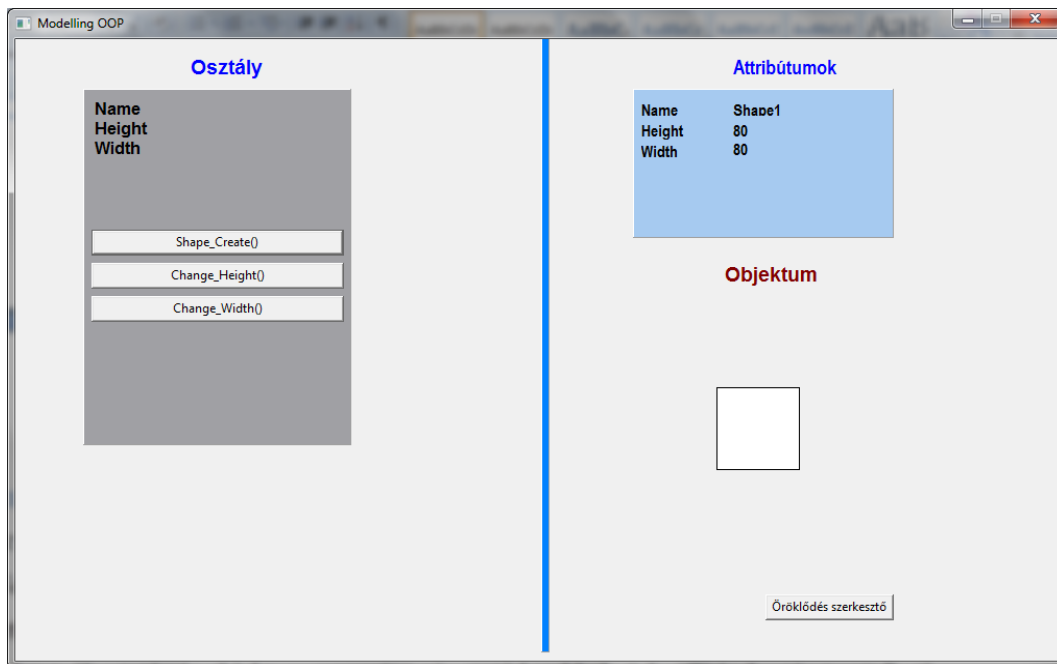 Modelling OOP
Osztály
Name
Height
Width
Shape_Create()
Change_Height()
Change_Width()
Attribútumok
Name Shape1
Height 80
Width 80
Objektum
Öröklődés szerkesztő